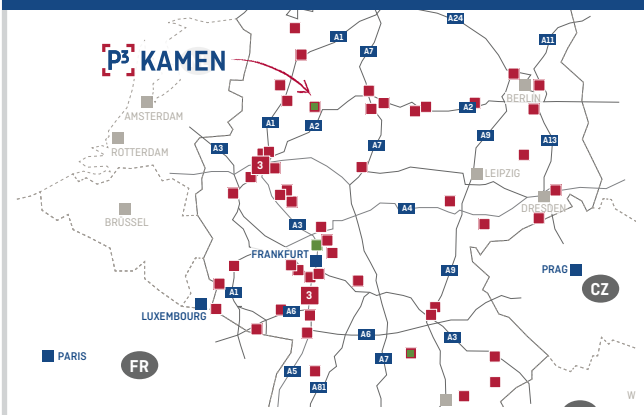 A24
A1
A11
A7
P³ KAMEN
BERLIN
A2
AMSTERDAM
A1
A2
A9
A13
ROTTERDAM
A3
A7
3
LEIPZIG
A4
DRESDEN
BRÜSSEL
A3
FRANKFURT
A9
PRAG
CZ
A1
3
LUXEMBOURG
A6
A6
A3
PARIS
FR
A7
A5
A81
W